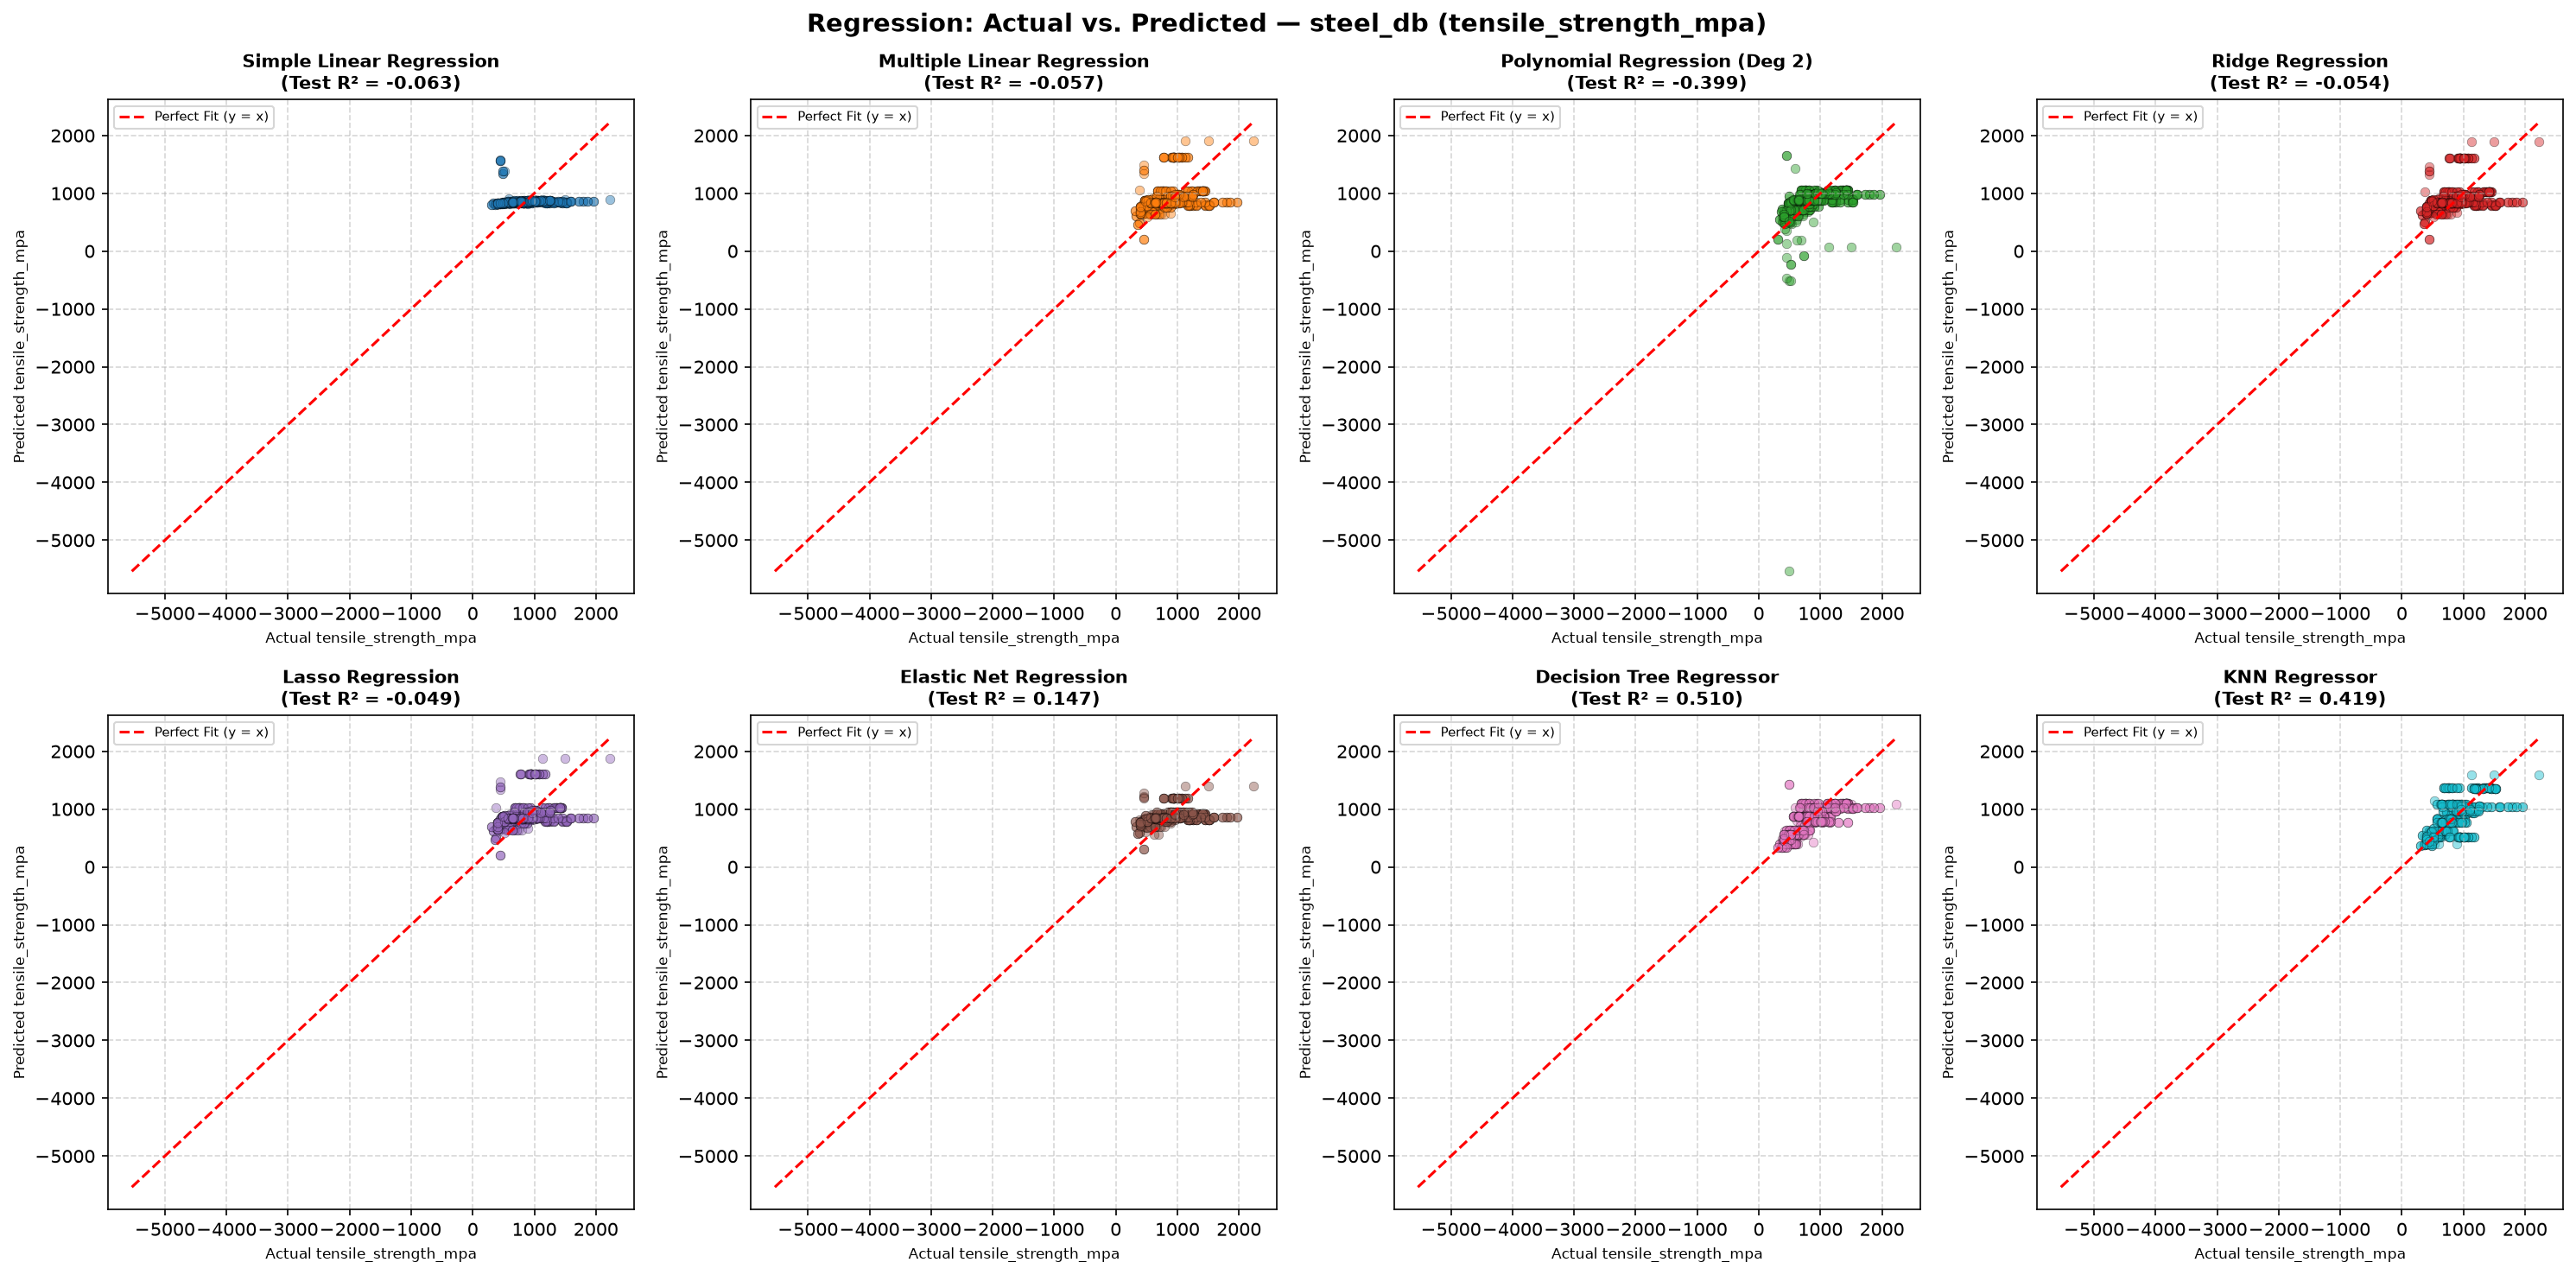 Regression: Actual vs. Predicted — steel_db (tensile_strength_mpa)
Simple Linear Regression
(Test R² = -0.063)
Perfect Fit (y = x)
2000
1000
0
−1000
−2000
−3000
−4000
−5000
Predicted tensile_strength_mpa
−5000−4000−3000−2000−1000 0 1000 2000
Actual tensile_strength_mpa
Multiple Linear Regression
(Test R² = -0.057)
Perfect Fit (y = x)
2000
1000
0
−1000
−2000
−3000
−4000
−5000
Predicted tensile_strength_mpa
−5000−4000−3000−2000−1000 0 1000 2000
Actual tensile_strength_mpa
Polynomial Regression (Deg 2)
(Test R² = -0.399)
Perfect Fit (y = x)
2000
1000
0
−1000
−2000
−3000
−4000
−5000
Predicted tensile_strength_mpa
−5000−4000−3000−2000−1000 0 1000 2000
Actual tensile_strength_mpa
Ridge Regression
(Test R² = -0.054)
Perfect Fit (y = x)
2000
1000
0
−1000
−2000
−3000
−4000
−5000
Predicted tensile_strength_mpa
−5000−4000−3000−2000−1000 0 1000 2000
Actual tensile_strength_mpa
Lasso Regression
(Test R² = -0.049)
Perfect Fit (y = x)
2000
1000
0
−1000
−2000
−3000
−4000
−5000
Predicted tensile_strength_mpa
−5000−4000−3000−2000−1000 0 1000 2000
Actual tensile_strength_mpa
Elastic Net Regression
(Test R² = 0.147)
Perfect Fit (y = x)
2000
1000
0
−1000
−2000
−3000
−4000
−5000
Predicted tensile_strength_mpa
−5000−4000−3000−2000−1000 0 1000 2000
Actual tensile_strength_mpa
Decision Tree Regressor
(Test R² = 0.510)
Perfect Fit (y = x)
2000
1000
0
−1000
−2000
−3000
−4000
−5000
Predicted tensile_strength_mpa
−5000−4000−3000−2000−1000 0 1000 2000
Actual tensile_strength_mpa
KNN Regressor
(Test R² = 0.419)
Perfect Fit (y = x)
2000
1000
0
−1000
−2000
−3000
−4000
−5000
Predicted tensile_strength_mpa
−5000−4000−3000−2000−1000 0 1000 2000
Actual tensile_strength_mpa